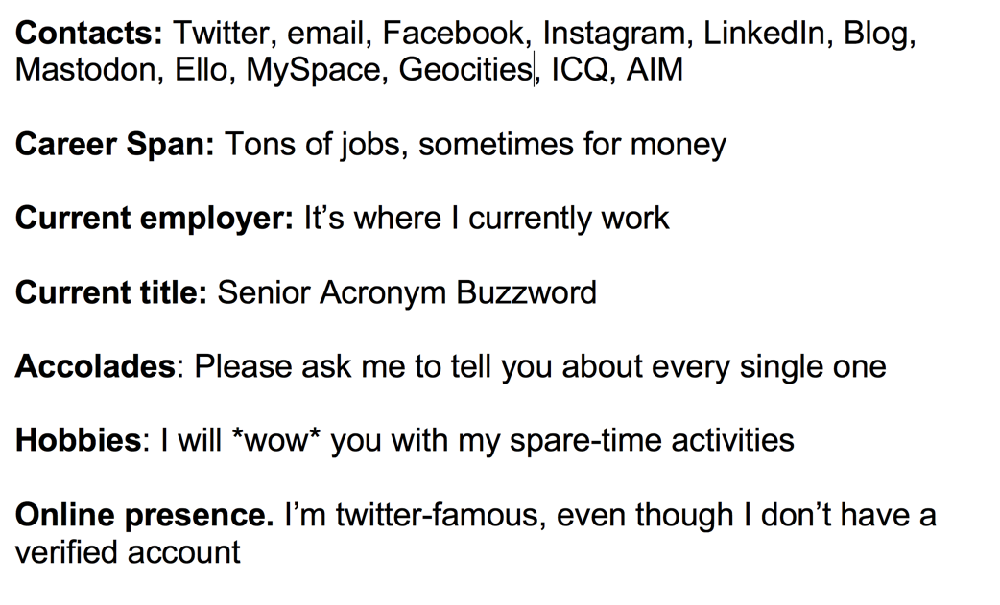 Contacts: Twitter, email, Facebook, Instagram, LinkedIn, Blog,
Mastodon, Ello, MySpace, Geocities, ICQ, AIM
Career Span: Tons of jobs, sometimes for money
Current employer: It’s where I currently work
Current title: Senior Acronym Buzzword
Accolades: Please ask me to tell you about every single one
Hobbies: I will *wow* you with my spare-time activities
Online presence. I’m twitter-famous, even though I don’t have a
verified account